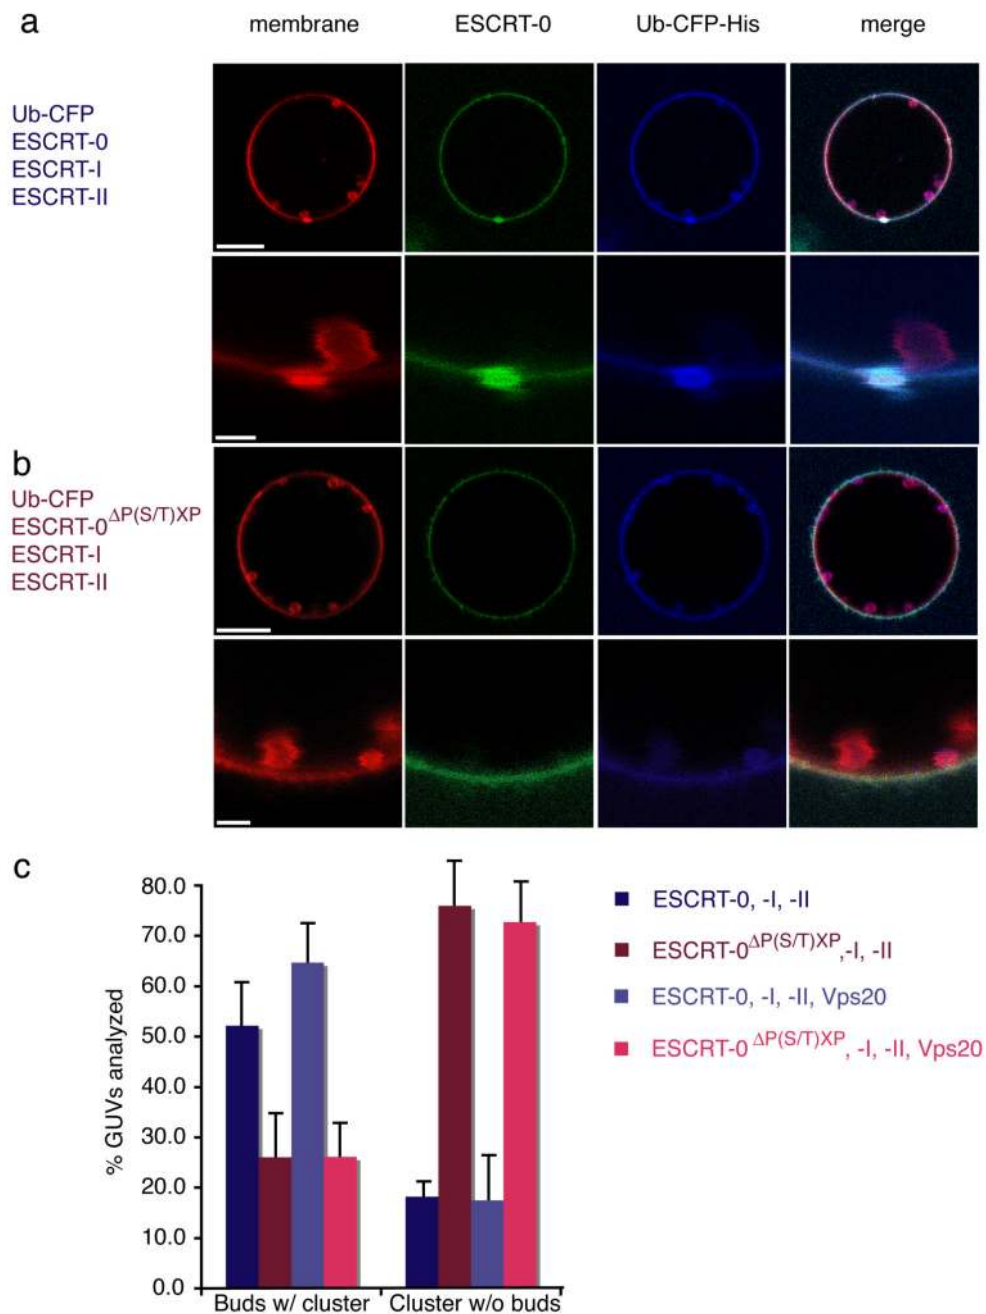 a
membrane ESCRT-0 Ub-CFP-His merge
Ub-CFP
ESCRT-0
ESCRT-I
ESCRT-II
b
Ub-CFP
ESCRT-0ΔP(S/T)XP
ESCRT-I
ESCRT-II
c
% GUVs analyzed
80.0
70.0
60.0
50.0
40.0
30.0
20.0
10.0
0.0
Buds w/ cluster Cluster w/o buds
ESCRT-0, -I, -II
ESCRT-0ΔP(S/T)XP,-I, -II
ESCRT-0, -I, -II, Vps20
ESCRT-0 ΔP(S/T)XP, -I, -II, Vps20